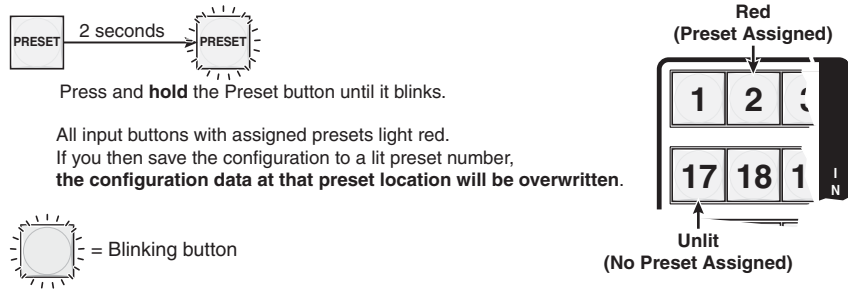 PRESET
2 seconds
PRESET
Press and hold the Preset button until it blinks.
All input buttons with assigned presets light red.
If you then save the configuration to a lit preset number,
the configuration data at that preset location will be overwritten.
= Blinking button
Red
(Preset Assigned)
1 2
17 18 1
IN
Unlit
(No Preset Assigned)